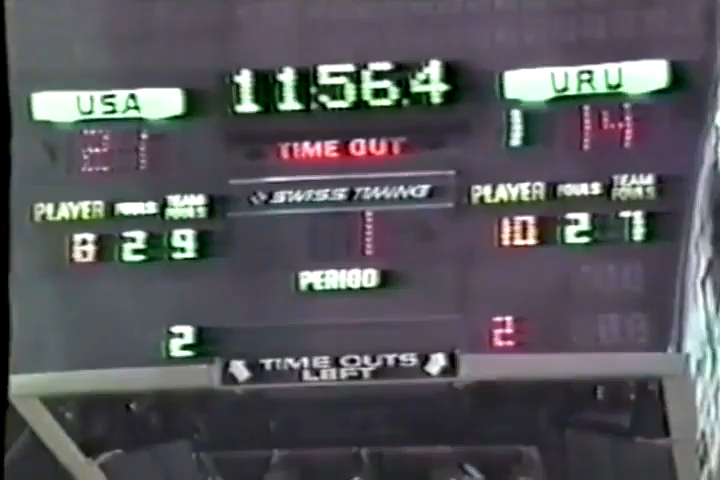 USA 11:56.4 URU
21 TIME OUT 14
SWISS TIMING
PLAYER FOULS TEAM FOULS PLAYER FOULS TEAM FOULS
8 2 9 1 10 2 7
PERIOD
2 2
TIME OUTS LEFT